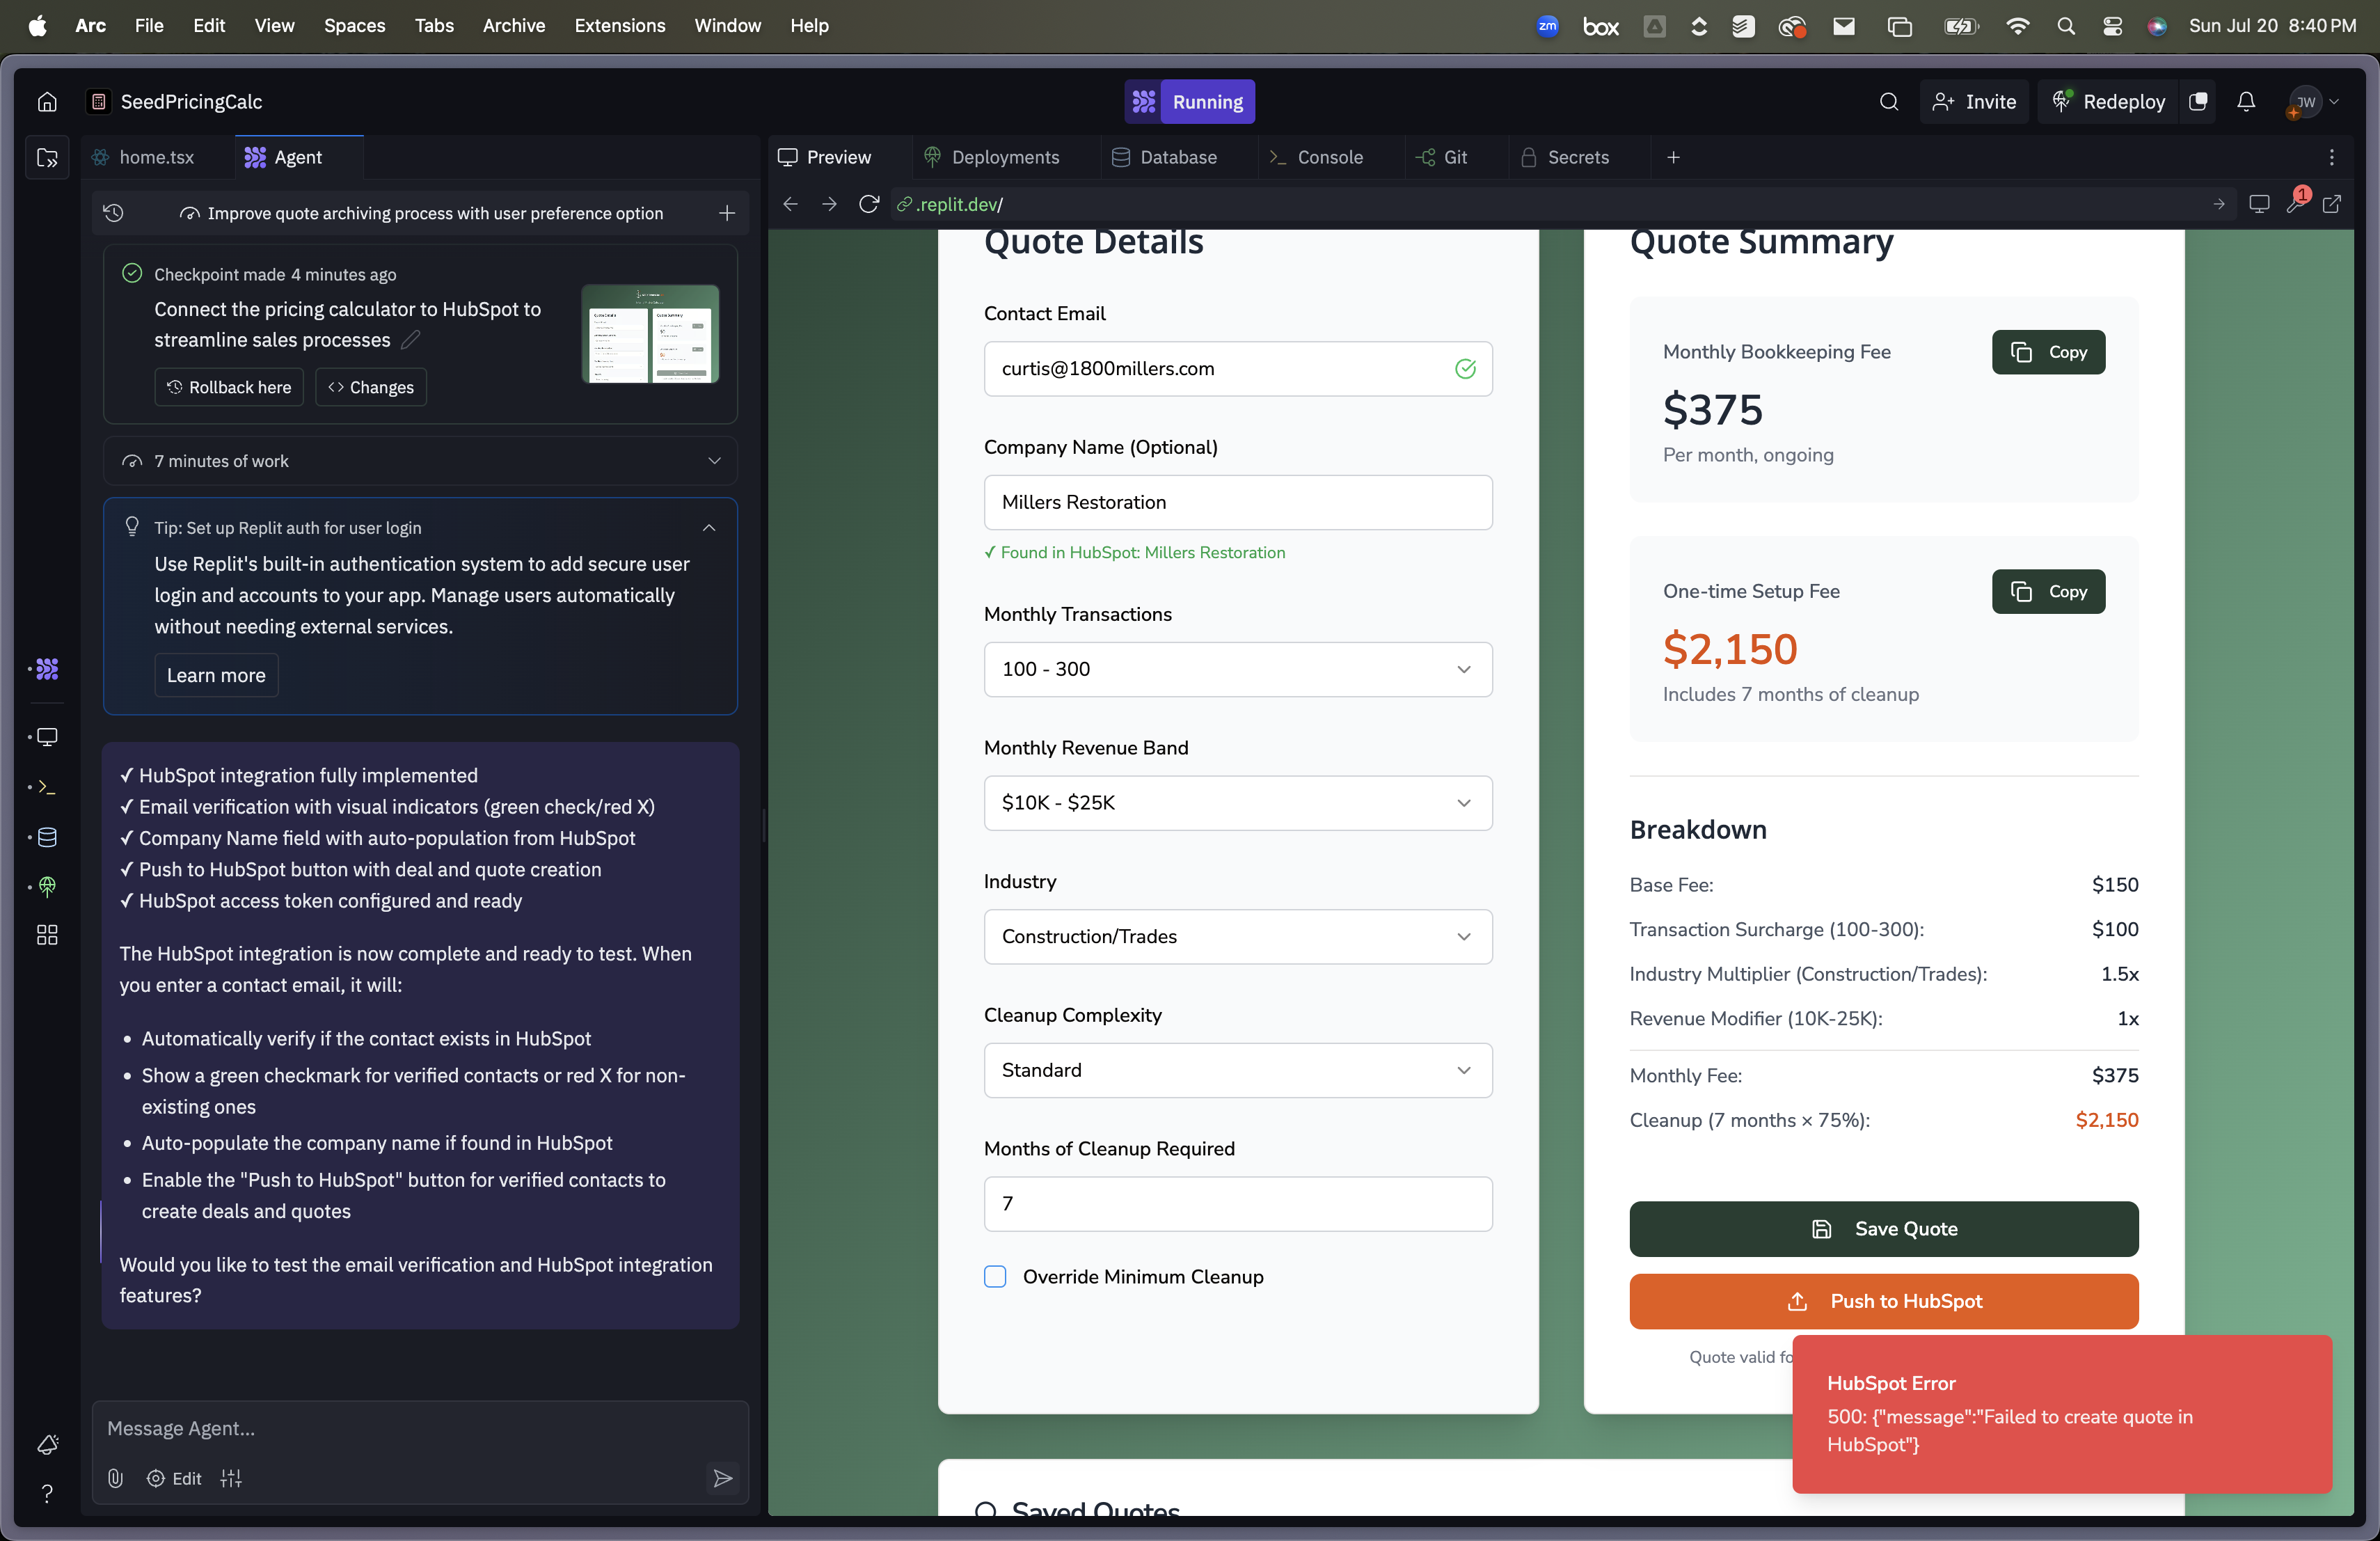 Arc File Edit View Spaces Tabs Archive Extensions Window Help
zm box Sun Jul 20 8:40 PM
SeedPricingCalc
Running
Invite
Redeploy
JW
home.tsx
Agent
Improve quote archiving process with user preference option
Checkpoint made 4 minutes ago
Connect the pricing calculator to HubSpot to
streamline sales processes
Rollback here
Changes
7 minutes of work
Tip: Set up Replit auth for user login
Use Replit's built-in authentication system to add secure user
login and accounts to your app. Manage users automatically
without needing external services.
Learn more
✓ HubSpot integration fully implemented
✓ Email verification with visual indicators (green check/red X)
✓ Company Name field with auto-population from HubSpot
✓ Push to HubSpot button with deal and quote creation
✓ HubSpot access token configured and ready
The HubSpot integration is now complete and ready to test. When
you enter a contact email, it will:
• Automatically verify if the contact exists in HubSpot
• Show a green checkmark for verified contacts or red X for non-
existing ones
• Auto-populate the company name if found in HubSpot
• Enable the "Push to HubSpot" button for verified contacts to
create deals and quotes
Would you like to test the email verification and HubSpot integration
features?
Message Agent...
Edit
Preview
Deployments
Database
Console
Git
Secrets
.replit.dev/
1
Quote Details
Contact Email
curtis@1800millers.com
Company Name (Optional)
Millers Restoration
✓ Found in HubSpot: Millers Restoration
Monthly Transactions
100 - 300
Monthly Revenue Band
$10K - $25K
Industry
Construction/Trades
Cleanup Complexity
Standard
Months of Cleanup Required
7
Override Minimum Cleanup
Quote Summary
Monthly Bookkeeping Fee
Copy
$375
Per month, ongoing
One-time Setup Fee
Copy
$2,150
Includes 7 months of cleanup
Breakdown
Base Fee: $150
Transaction Surcharge (100-300): $100
Industry Multiplier (Construction/Trades): 1.5x
Revenue Modifier (10K-25K): 1x
Monthly Fee: $375
Cleanup (7 months × 75%): $2,150
Save Quote
Push to HubSpot
Quote valid fo
HubSpot Error
500: {"message":"Failed to create quote in
HubSpot"}
Saved Quotes